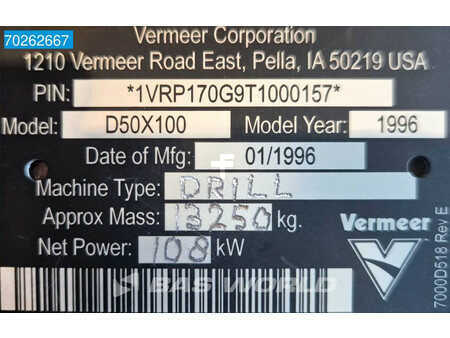 70262667
Vermeer Corporation
1210 Vermeer Road East, Pella, IA 50219 USA
PIN: *1VRP170G9T1000157*
Model: D50X100 Model Year: 1996
Date of Mfg: 01/1996
Machine Type: DRILL
Approx Mass: 13250 kg.
Net Power: 108 kW
Vermeer
7000D518 Rev E
BAS WORLD